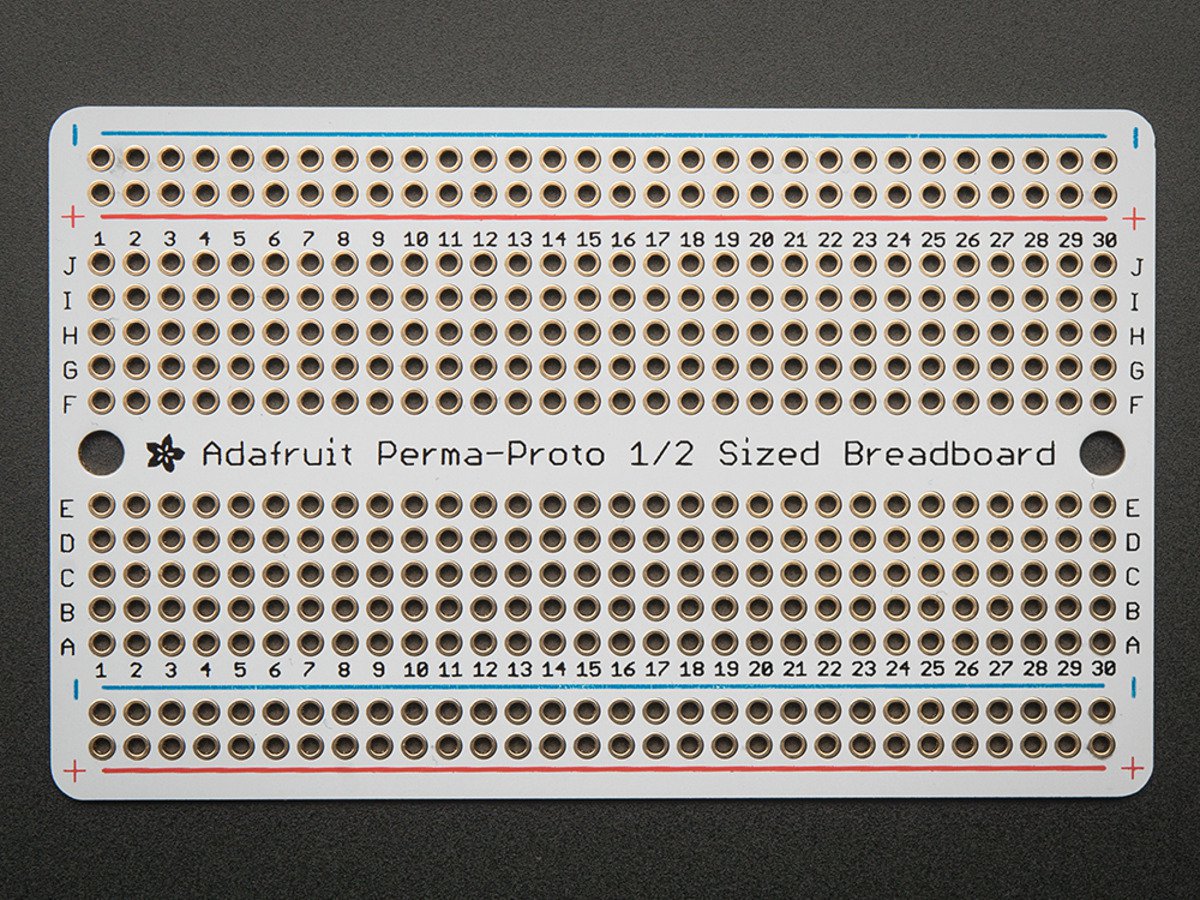 1 2 3 4 5 6 7 8 9 10 11 12 13 14 15 16 17 18 19 20 21 22 23 24 25 26 27 28 29 30
J J
I I
H H
G G
F F
Adafruit Perma-Proto 1/2 Sized Breadboard
E E
D D
C C
B B
A A
1 2 3 4 5 6 7 8 9 10 11 12 13 14 15 16 17 18 19 20 21 22 23 24 25 26 27 28 29 30